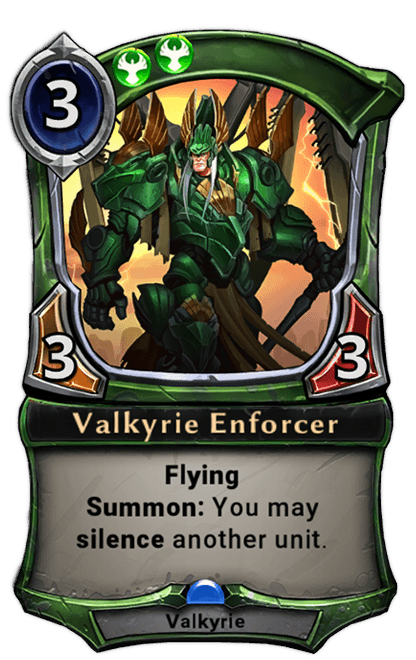 3
3
3
Valkyrie Enforcer
Flying
Summon: You may
silence another unit.
Valkyrie